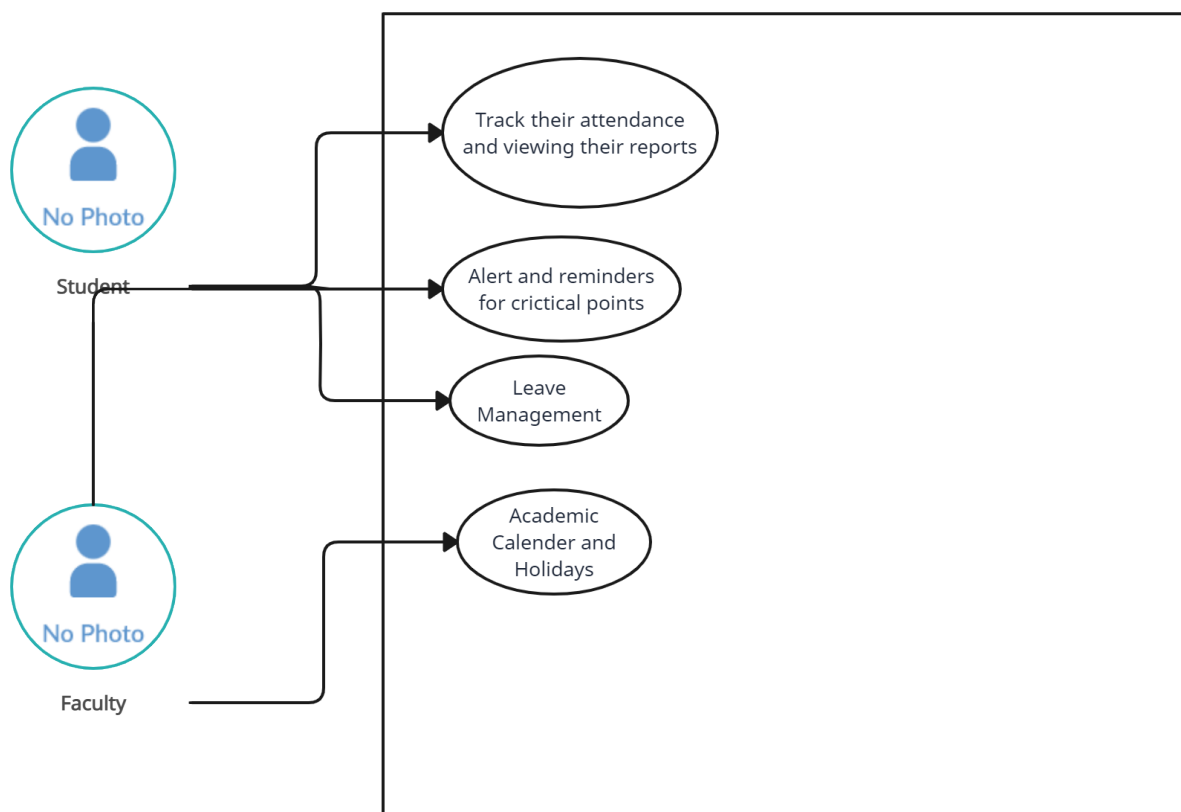 Track their attendance
and viewing their reports
No Photo
Student
Alert and reminders
for crictical points
Leave
Management
Academic
Calender and
Holidays
No Photo
Faculty